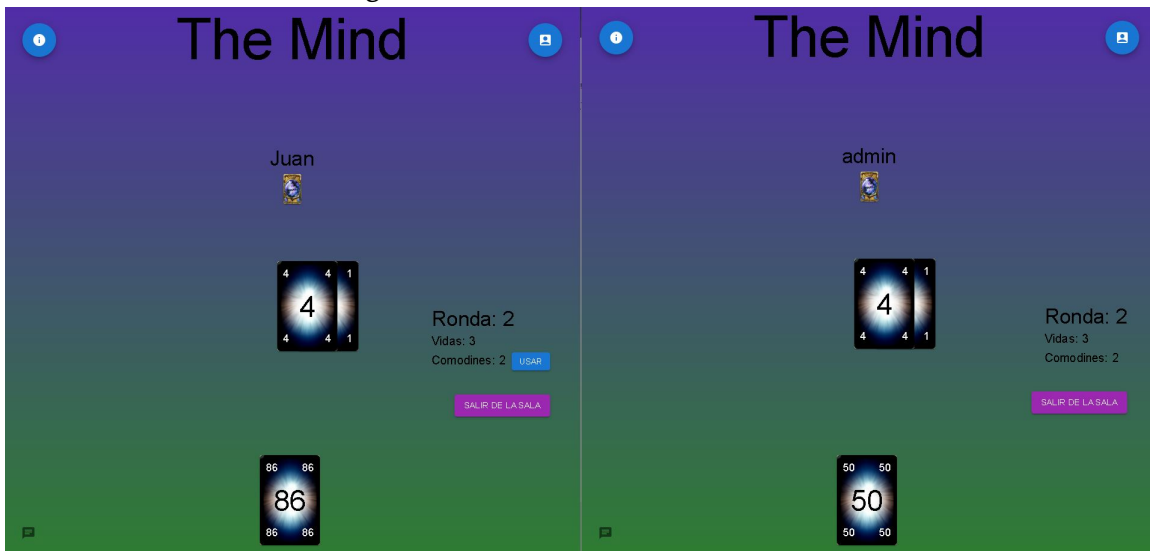 The Mind
Juan
4 4 1
4
4 4 1
Ronda: 2
Vidas: 3
Comodines: 2 USAR
SALIR DE LA SALA
86 86
86
86 86
The Mind
admin
4 4 1
4
4 4 1
Ronda: 2
Vidas: 3
Comodines: 2
SALIR DE LA SALA
50 50
50
50 50